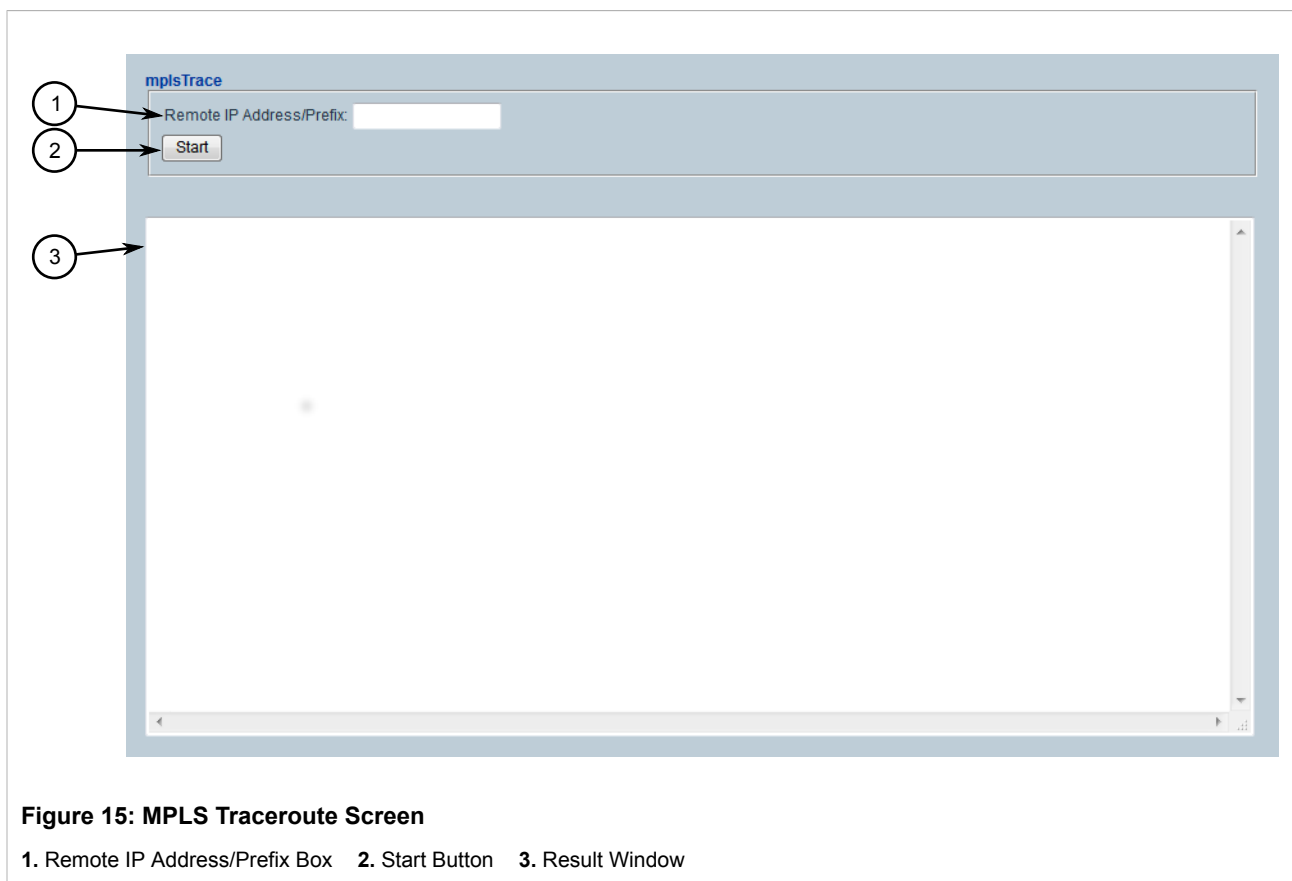 mplsTrace
1
Remote IP Address/Prefix:
2
Start
3
Figure 15: MPLS Traceroute Screen
1. Remote IP Address/Prefix Box 2. Start Button 3. Result Window